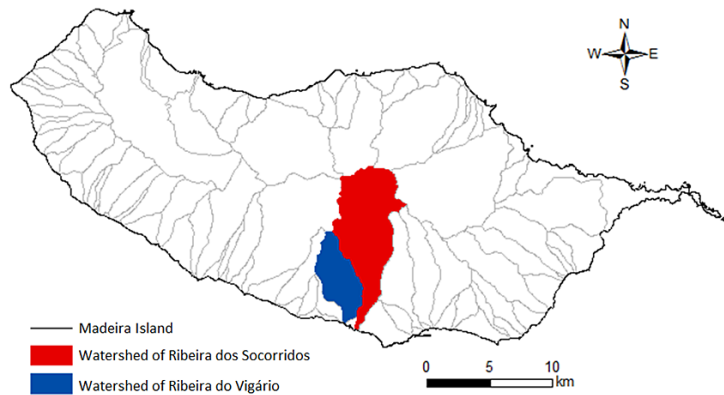 N
W E
S
Madeira Island
Watershed of Ribeira dos Socorridos
Watershed of Ribeira do Vigário
0 5 10
km